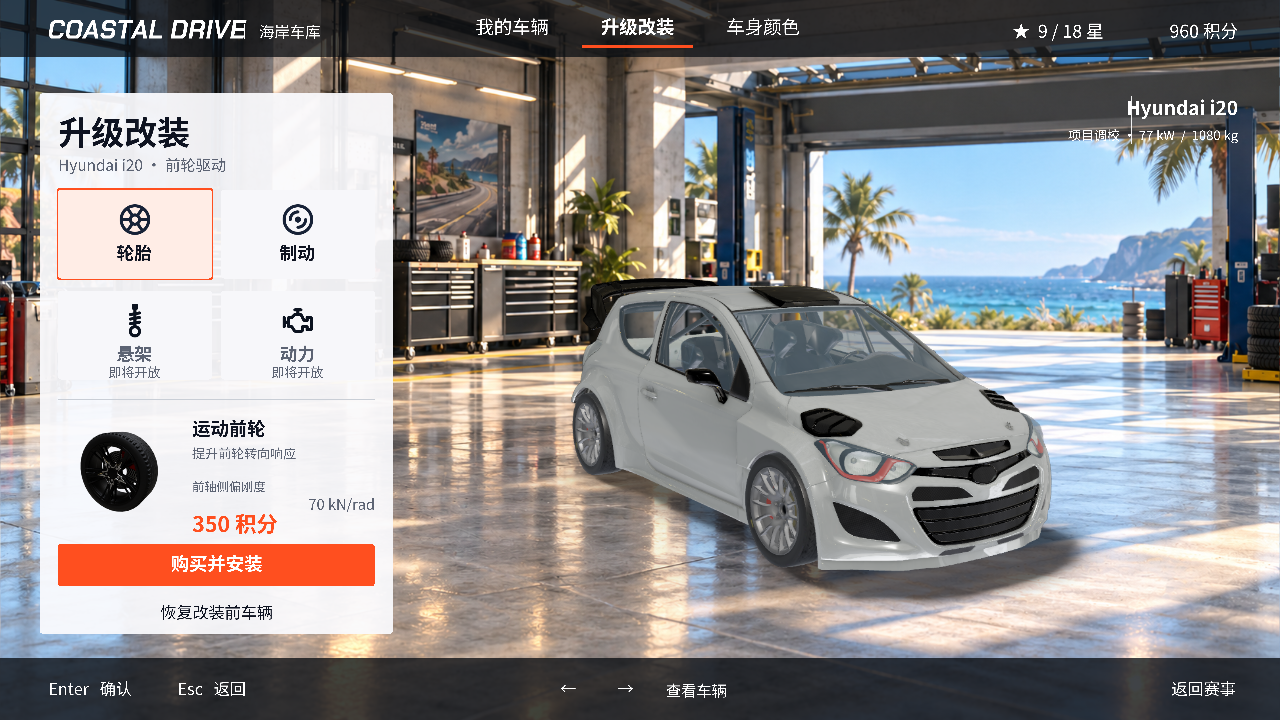 COASTAL DRIVE 海岸车库
我的车辆 升级改装 车身颜色
★ 9 / 18 星 960 积分
Hyundai i20
项目调校 • 77 kW / 1080 kg
升级改装
Hyundai i20 • 前轮驱动
轮胎 制动
悬架 动力
即将开放 即将开放
运动前轮
提升前轮转向响应
前轴侧偏刚度
70 kN/rad
350 积分
购买并安装
恢复改装前车辆
Enter 确认 Esc 返回 ← → 查看车辆 返回赛事